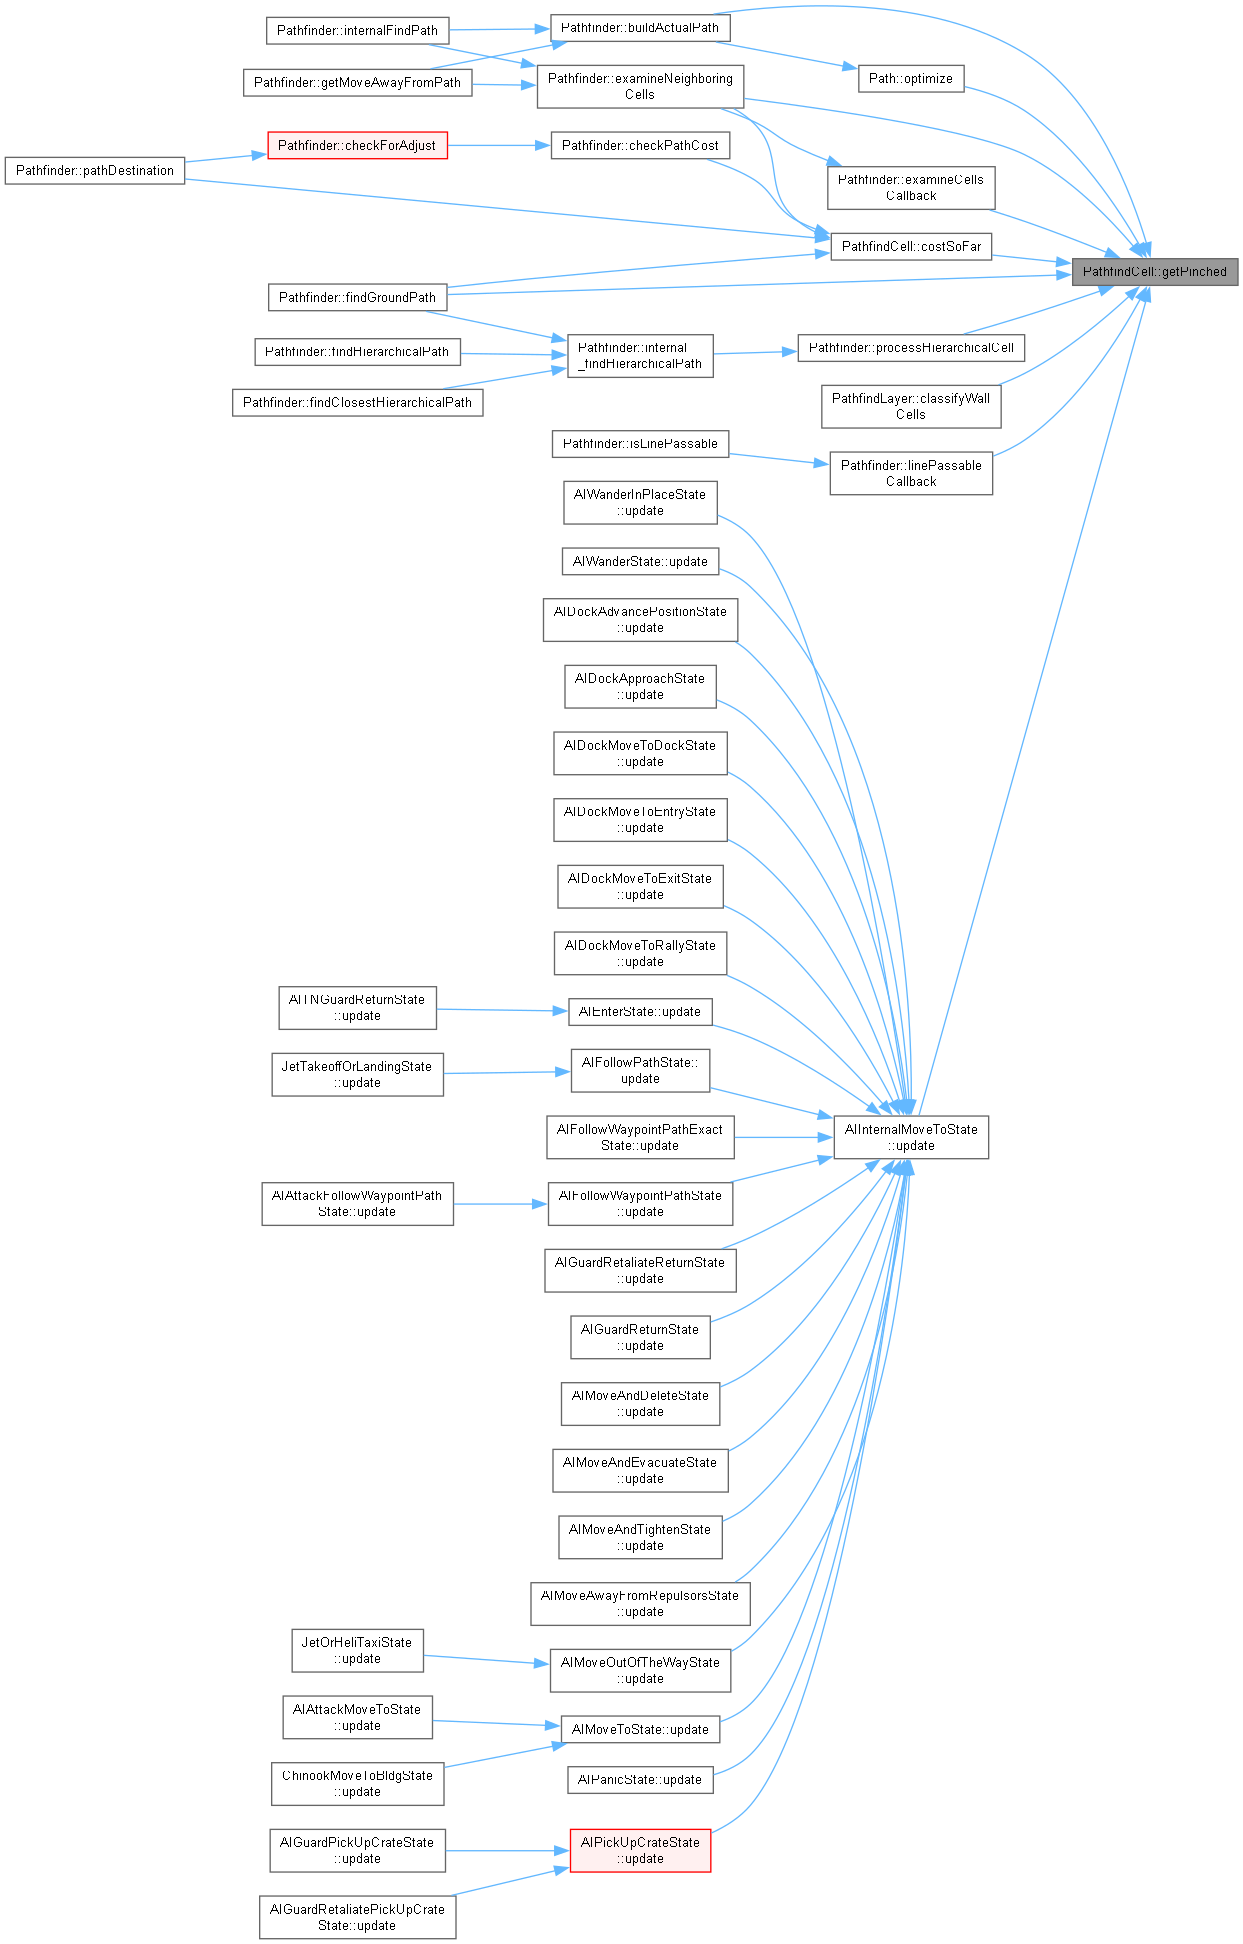 Pathfinder::internalFindPath
Pathfinder::buildActualPath
Pathfinder::getMoveAwayFromPath
Pathfinder::examineNeighboring
Cells
Path::optimize
Pathfinder::checkForAdjust
Pathfinder::checkPathCost
Pathfinder::pathDestination
Pathfinder::examineCells
Callback
PathfindCell::costSoFar
PathfindCell::getPinched
Pathfinder::findGroundPath
Pathfinder::findHierarchicalPath
Pathfinder::internal
_findHierarchicalPath
Pathfinder::processHierarchicalCell
Pathfinder::findClosestHierarchicalPath
PathfindLayer::classifyWall
Cells
Pathfinder::isLinePassable
Pathfinder::linePassable
Callback
AIWanderInPlaceState
::update
AIWanderState::update
AIDockAdvancePositionState
::update
AIDockApproachState
::update
AIDockMoveToDockState
::update
AIDockMoveToEntryState
::update
AIDockMoveToExitState
::update
AIDockMoveToRallyState
::update
AITNGuardReturnState
::update
AIEnterState::update
JetTakeoffOrLandingState
::update
AIFollowPathState::
update
AIFollowWaypointPathExact
State::update
AIInternalMoveToState
::update
AIAttackFollowWaypointPath
State::update
AIFollowWaypointPathState
::update
AIGuardRetaliateReturnState
::update
AIGuardReturnState
::update
AIMoveAndDeleteState
::update
AIMoveAndEvacuateState
::update
AIMoveAndTightenState
::update
AIMoveAwayFromRepulsorsState
::update
JetOrHeliTaxiState
::update
AIMoveOutOfTheWayState
::update
AIAttackMoveToState
::update
AIMoveToState::update
ChinookMoveToBldgState
::update
AIPanicState::update
AIGuardPickUpCrateState
::update
AIPickUpCrateState
::update
AIGuardRetaliatePickUpCrate
State::update